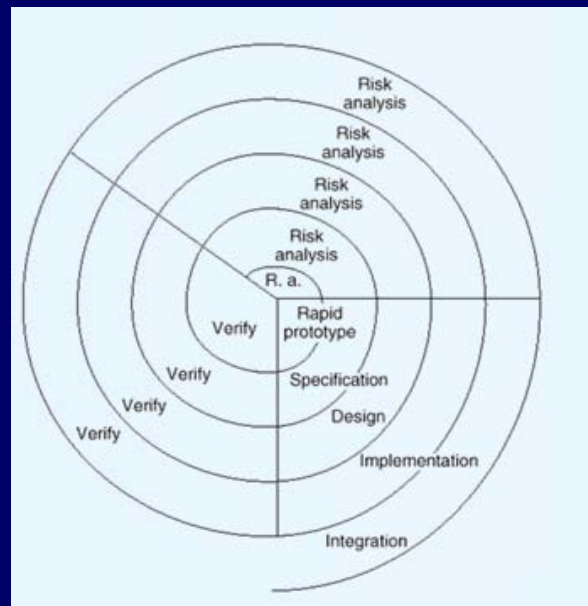 Risk
analysis
Risk
analysis
Risk
analysis
Risk
analysis
R. a.
Rapid
prototype
Verify
Verify
Specification
Verify
Design
Verify
Implementation
Integration